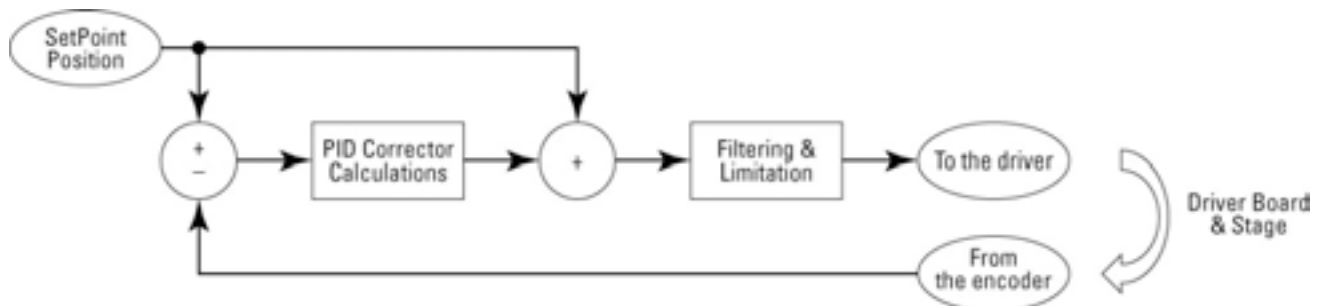 SetPoint
Position
+
–
PID Corrector
Calculations
+
Filtering &
Limitation
To the driver
Driver Board
& Stage
From
the encoder